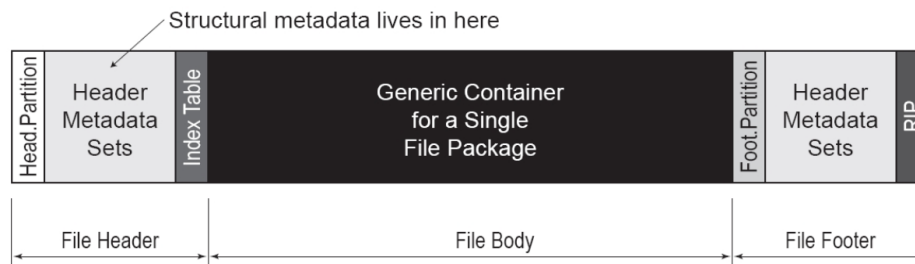 Structural metadata lives in here
Head.Partition
Header
Metadata
Sets
Index Table
Generic Container
for a Single
File Package
Foot.Partition
Header
Metadata
Sets
RIP
File Header
File Body
File Footer